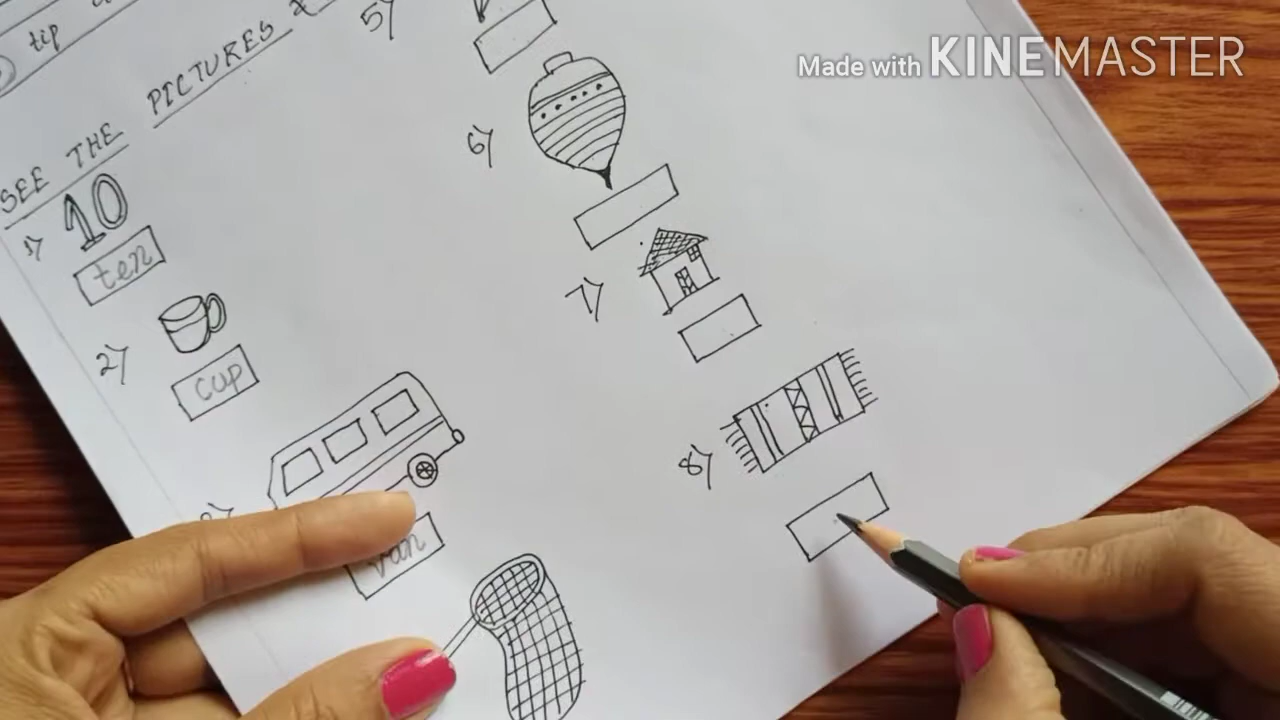 tip
SEE THE PICTURES &
1) 10
ten
2)
cup
van
5)
6)
7)
8)
Made with KINEMASTER